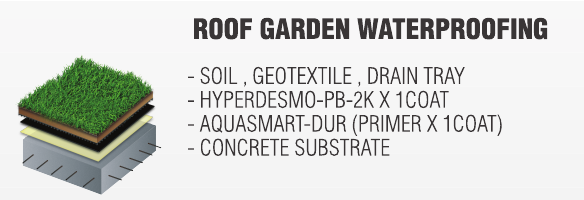 ROOF GARDEN WATERPROOFING
- SOIL , GEOTEXTILE , DRAIN TRAY
- HYPERDESMO-PB-2K X 1COAT
- AQUASMART-DUR (PRIMER X 1COAT)
- CONCRETE SUBSTRATE